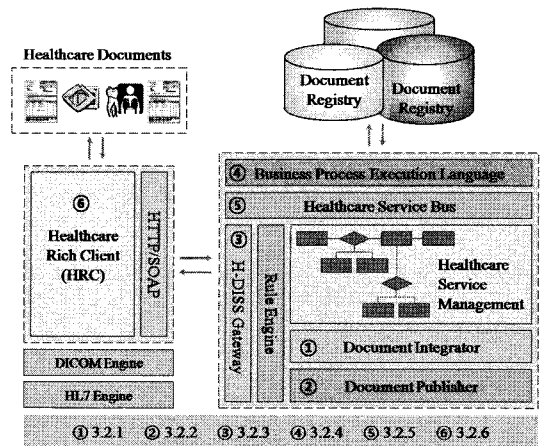 Healthcare Documents
Document
Registry
Document
Registry
④ Business Process Execution Language
⑤ Healthcare Service Bus
⑥
Healthcare
Rich Client
(HRC)
HTTP/SOAP
③ H-DISS Gateway
Rule Engine
Healthcare
Service
Management
① Document Integrator
② Document Publisher
DICOM Engine
HL7 Engine
① 3.2.1 ② 3.2.2 ③ 3.2.3 ④ 3.2.4 ⑤ 3.2.5 ⑥ 3.2.6